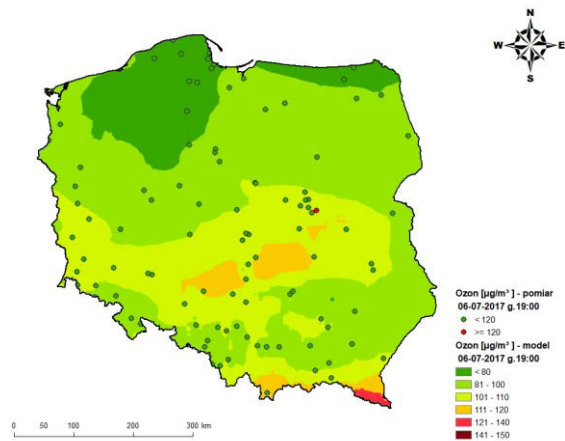 N
W
E
S
Ozon [µg/m³ ] - pomiar
06-07-2017 g.19:00
< 120
>= 120
Ozon [µg/m³ ] - model
06-07-2017 g.19:00
< 80
81 - 100
101 - 110
111 - 120
121 - 140
141 - 150
0 50 100 200 300 km